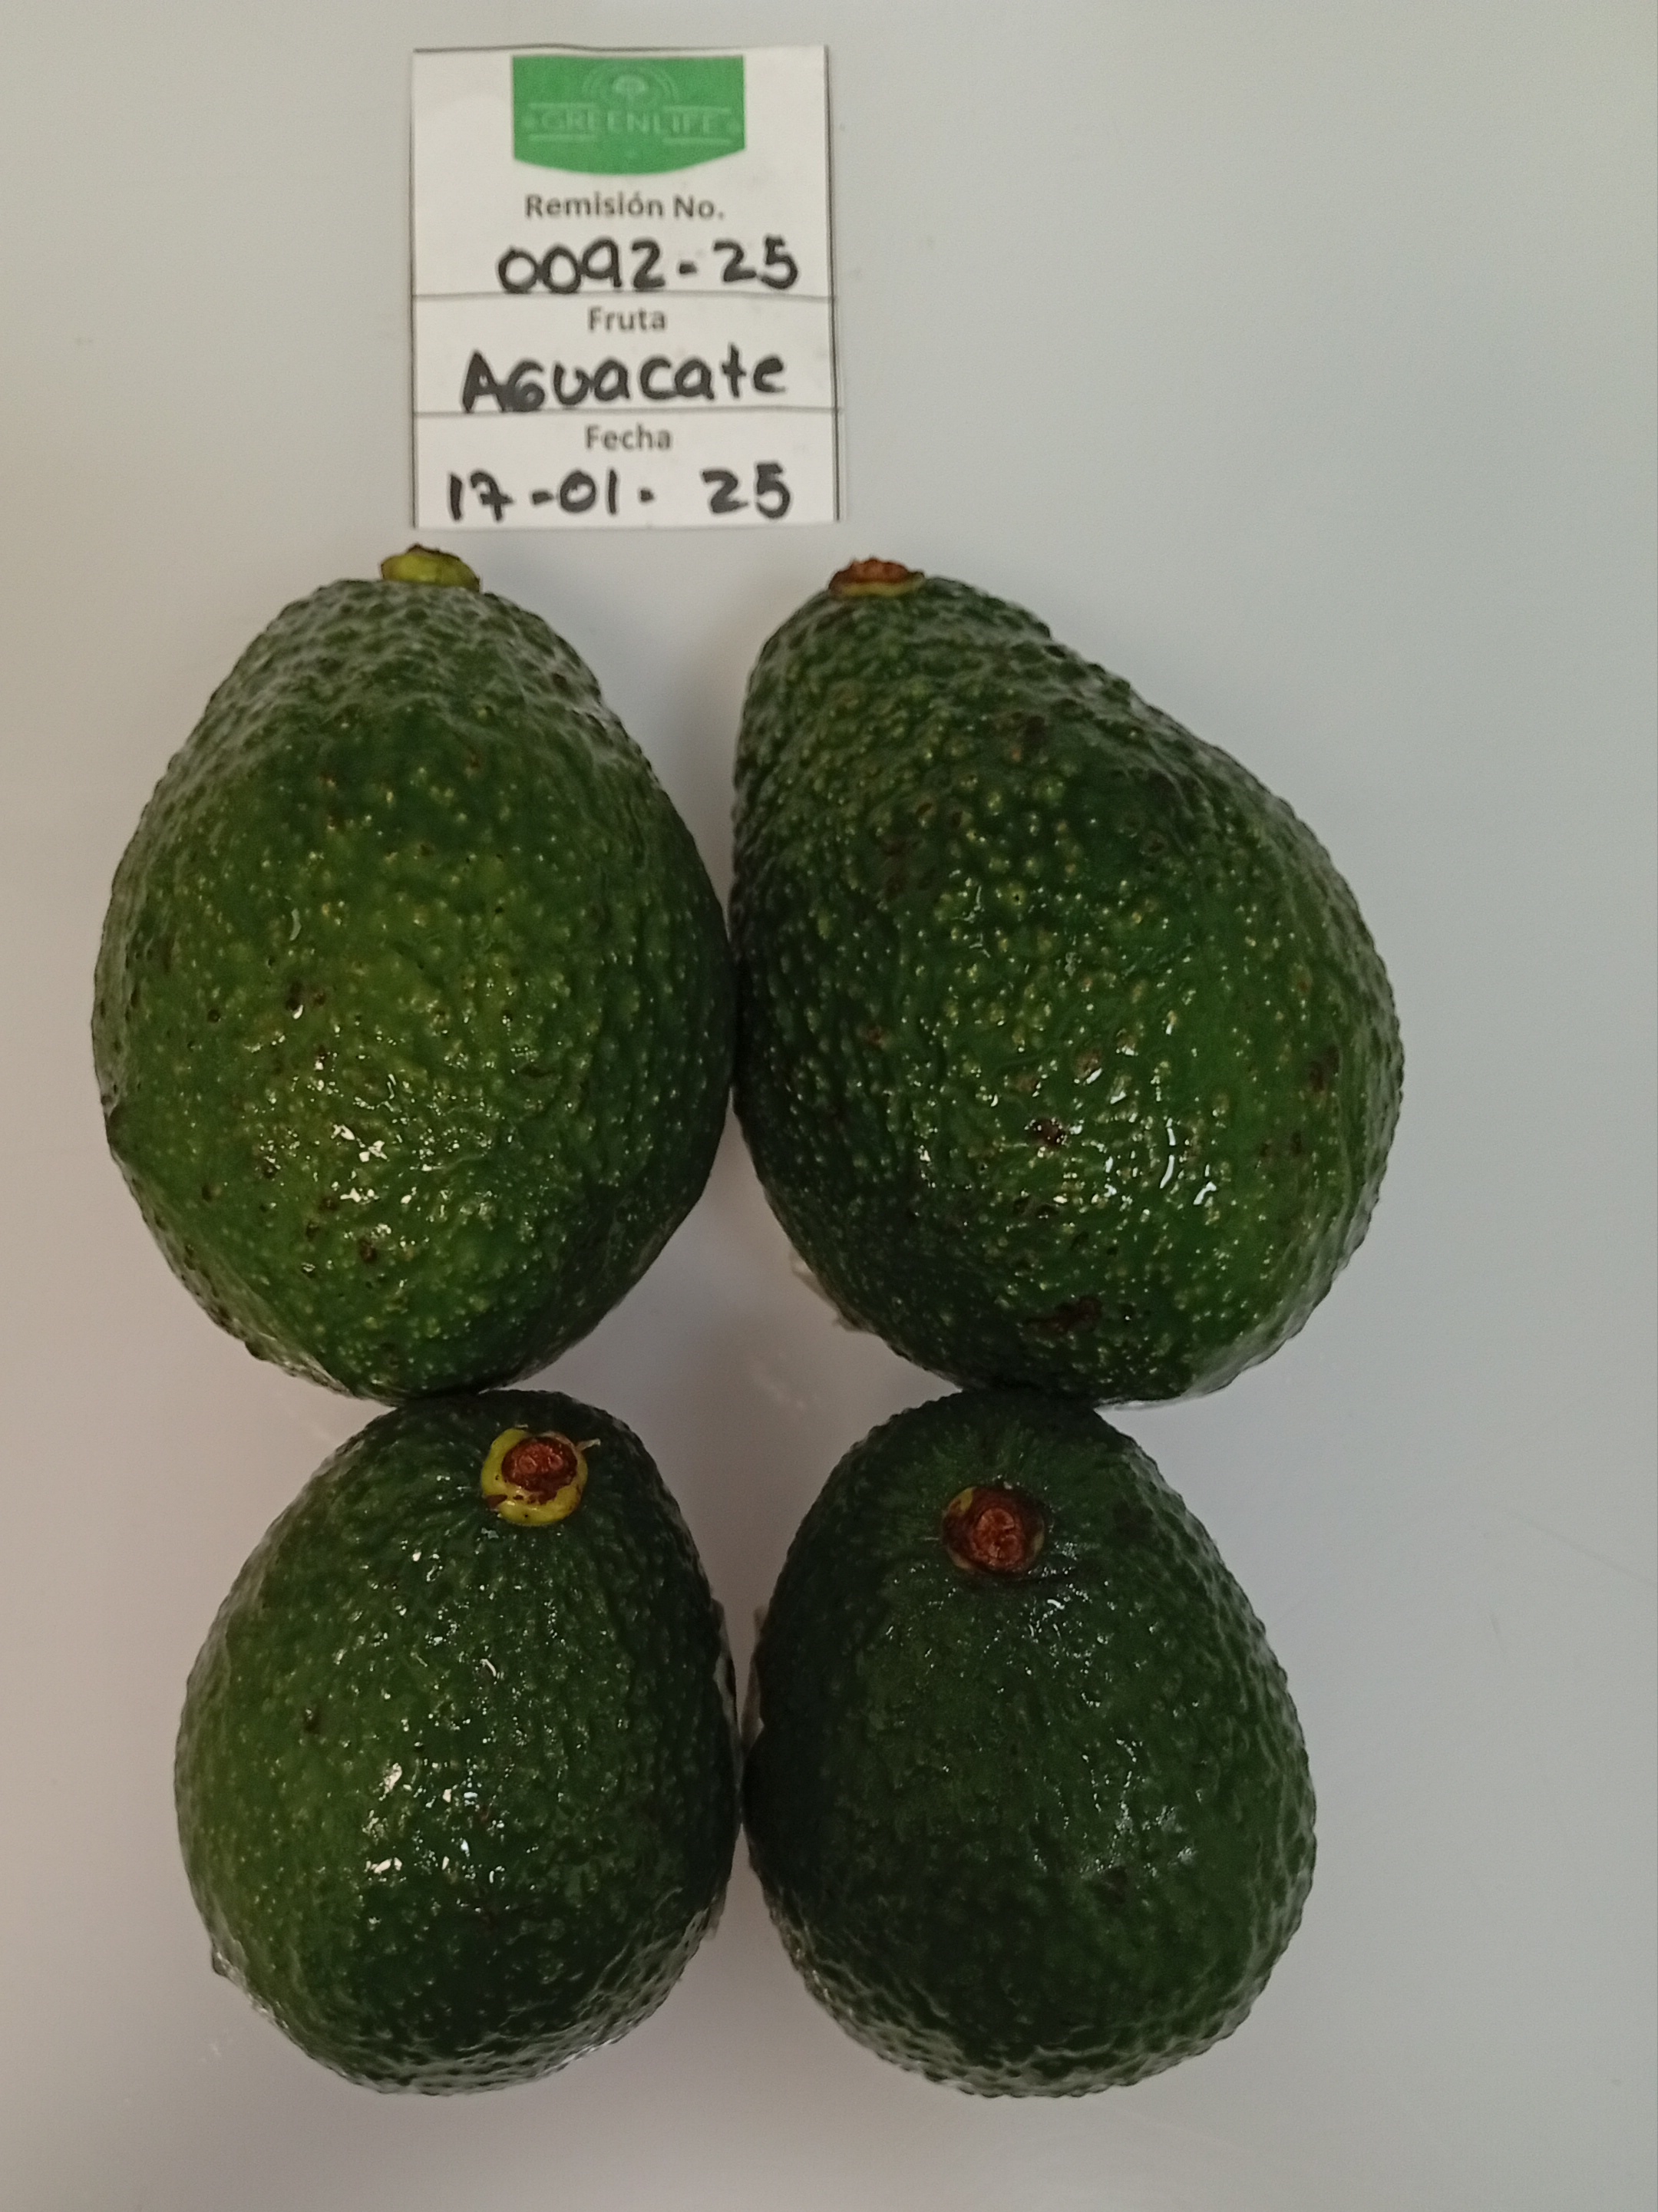 GREENLIFE
Remisión No.
0092-25
Fruta
AGuacate
Fecha
17-01-25